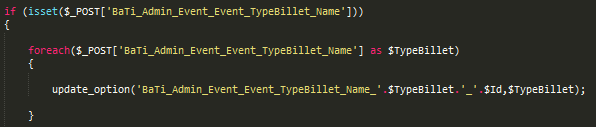 if (isset($_POST['BaTi_Admin_Event_Event_TypeBillet_Name']))
{
foreach($_POST['BaTi_Admin_Event_Event_TypeBillet_Name'] as $TypeBillet)
{
update_option('BaTi_Admin_Event_Event_TypeBillet_Name_'.$TypeBillet.'_'.$Id,$TypeBillet);
}